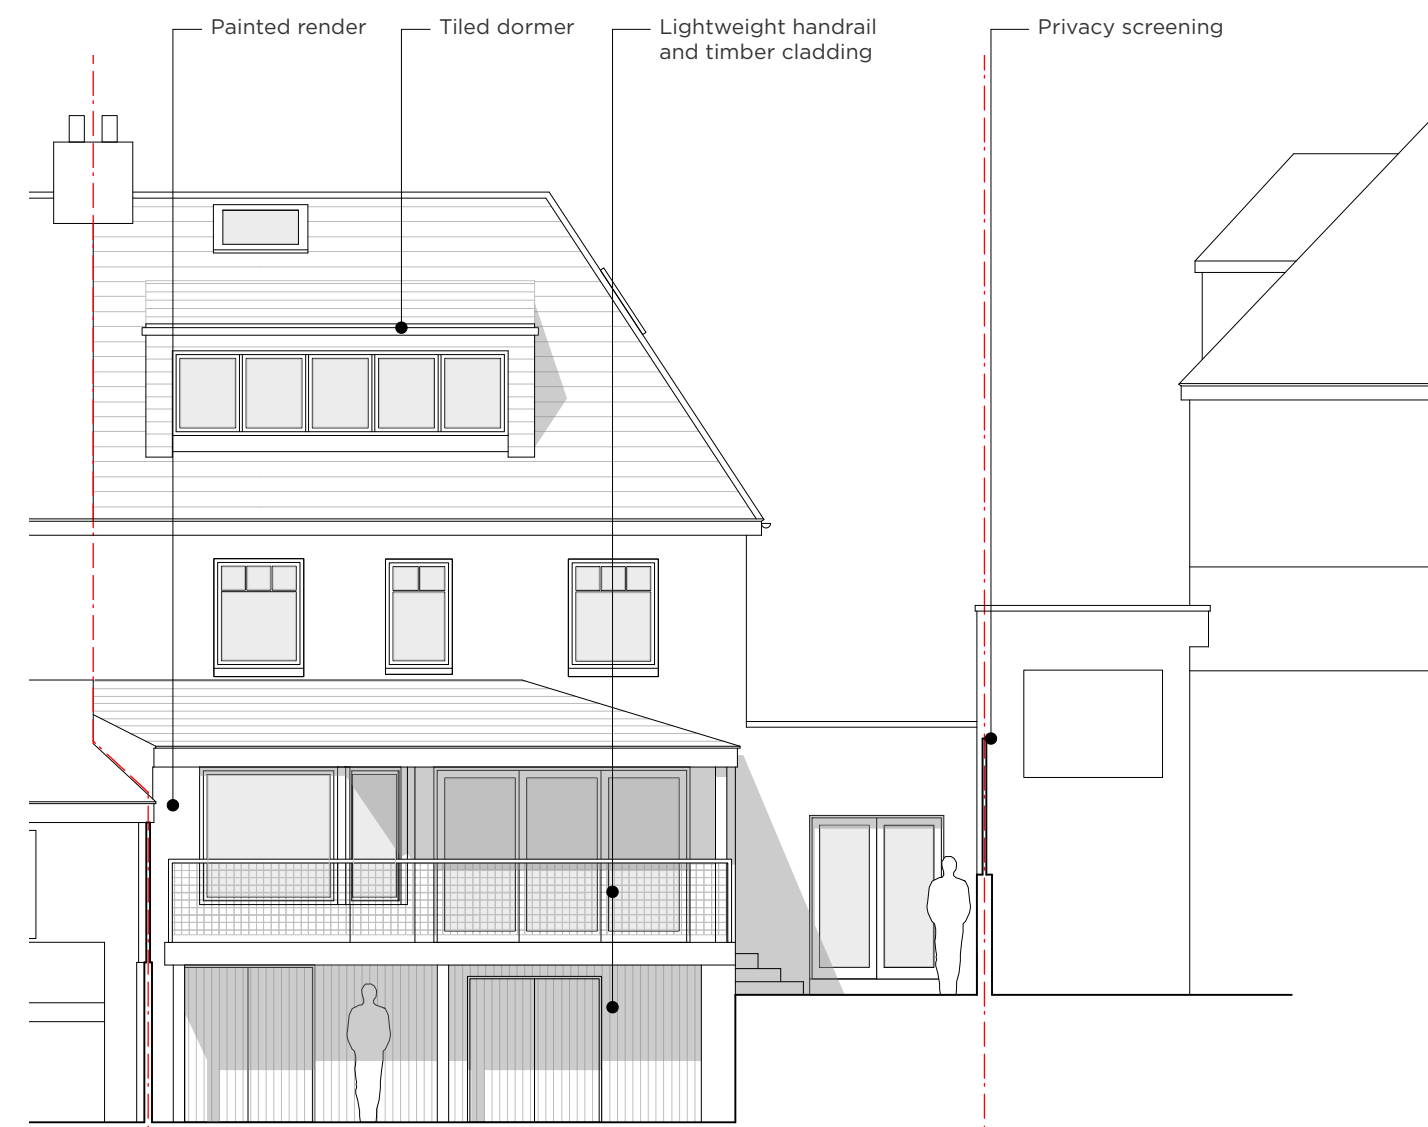 Painted render
Tiled dormer
Lightweight handrail
and timber cladding
Privacy screening